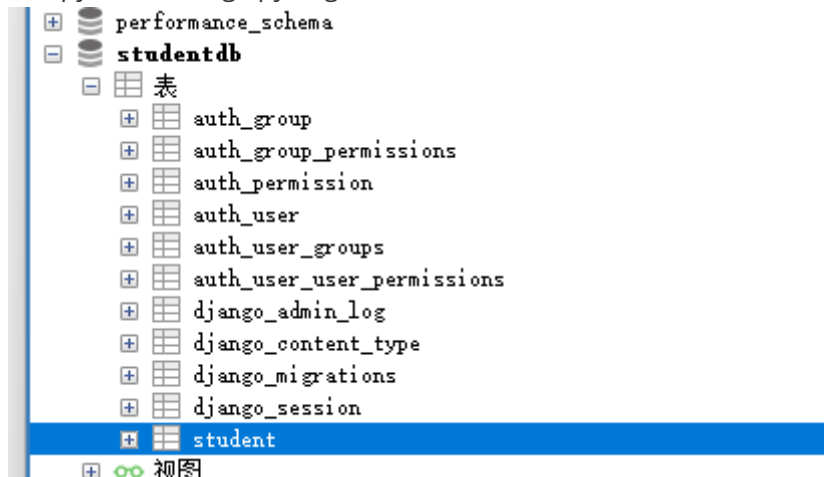 performance_schema
studentdb
表
auth_group
auth_group_permissions
auth_permission
auth_user
auth_user_groups
auth_user_user_permissions
django_admin_log
django_content_type
django_migrations
django_session
student
视图